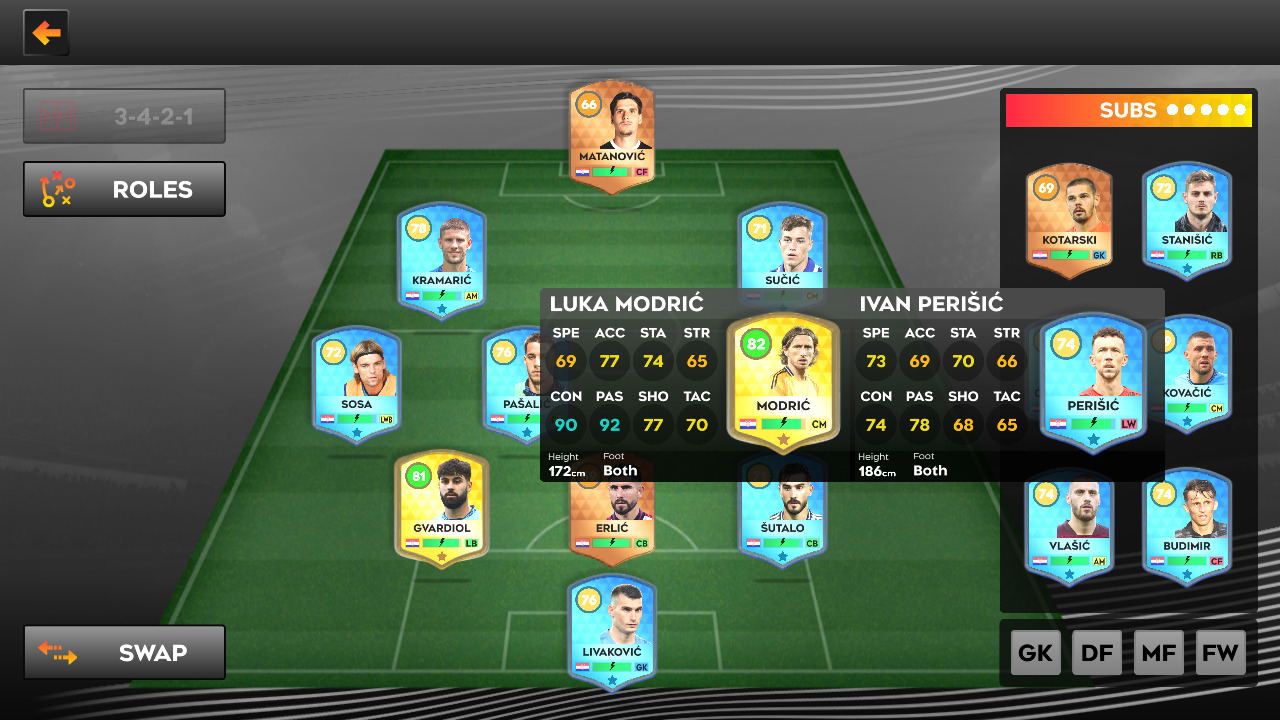 3-4-2-1
ROLES
SWAP
66
MATANOVIĆ
CF
78
KRAMARIĆ
AM
71
SUČIĆ
CM
72
SOSA
LWB
76
PAŠALIĆ
81
GVARDIOL
LB
ERLIĆ
CB
ŠUTALO
CB
76
LIVAKOVIĆ
GK
LUKA MODRIĆ
SPE ACC STA STR
69 77 74 65
CON PAS SHO TAC
90 92 77 70
Height Foot
172cm Both
82
MODRIĆ
CM
IVAN PERIŠIĆ
SPE ACC STA STR
73 69 70 66
CON PAS SHO TAC
74 78 68 65
Height Foot
186cm Both
74
PERIŠIĆ
LW
SUBS
69
KOTARSKI
GK
72
STANIŠIĆ
RB
KOVAČIĆ
CM
74
VLAŠIĆ
AM
74
BUDIMIR
CF
GK DF MF FW